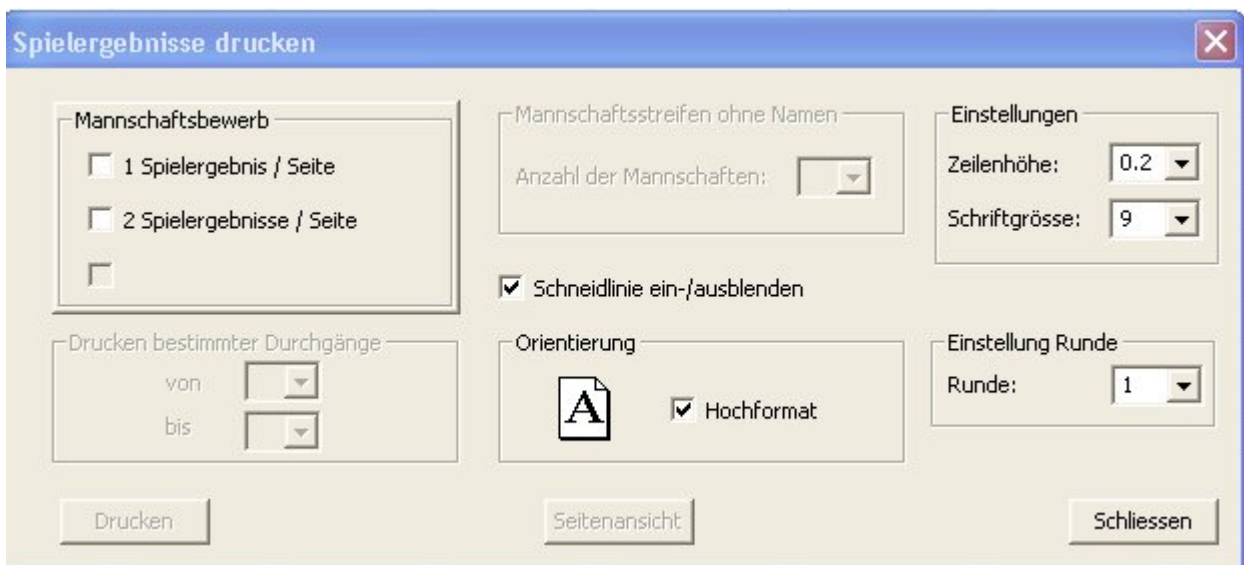 Spielergebnisse drucken
Mannschaftsbewerb
1 Spielergebnis / Seite
2 Spielergebnisse / Seite
Mannschaftsstreifen ohne Namen
Anzahl der Mannschaften:
Einstellungen
Zeilenhöhe: 0.2
Schriftgrösse: 9
Schneidlinie ein-/ausblenden
Drucken bestimmter Durchgänge
von
bis
Orientierung
A Hochformat
Einstellung Runde
Runde: 1
Drucken
Seitenansicht
Schliessen